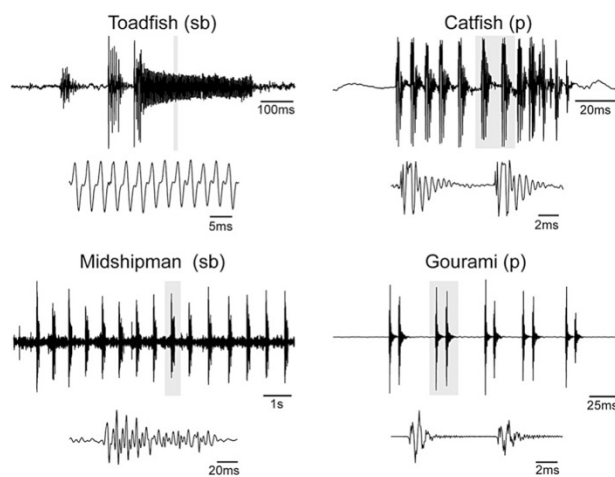 Toadfish (sb)
100ms
5ms
Catfish (p)
20ms
2ms
Midshipman (sb)
1s
20ms
Gourami (p)
25ms
2ms